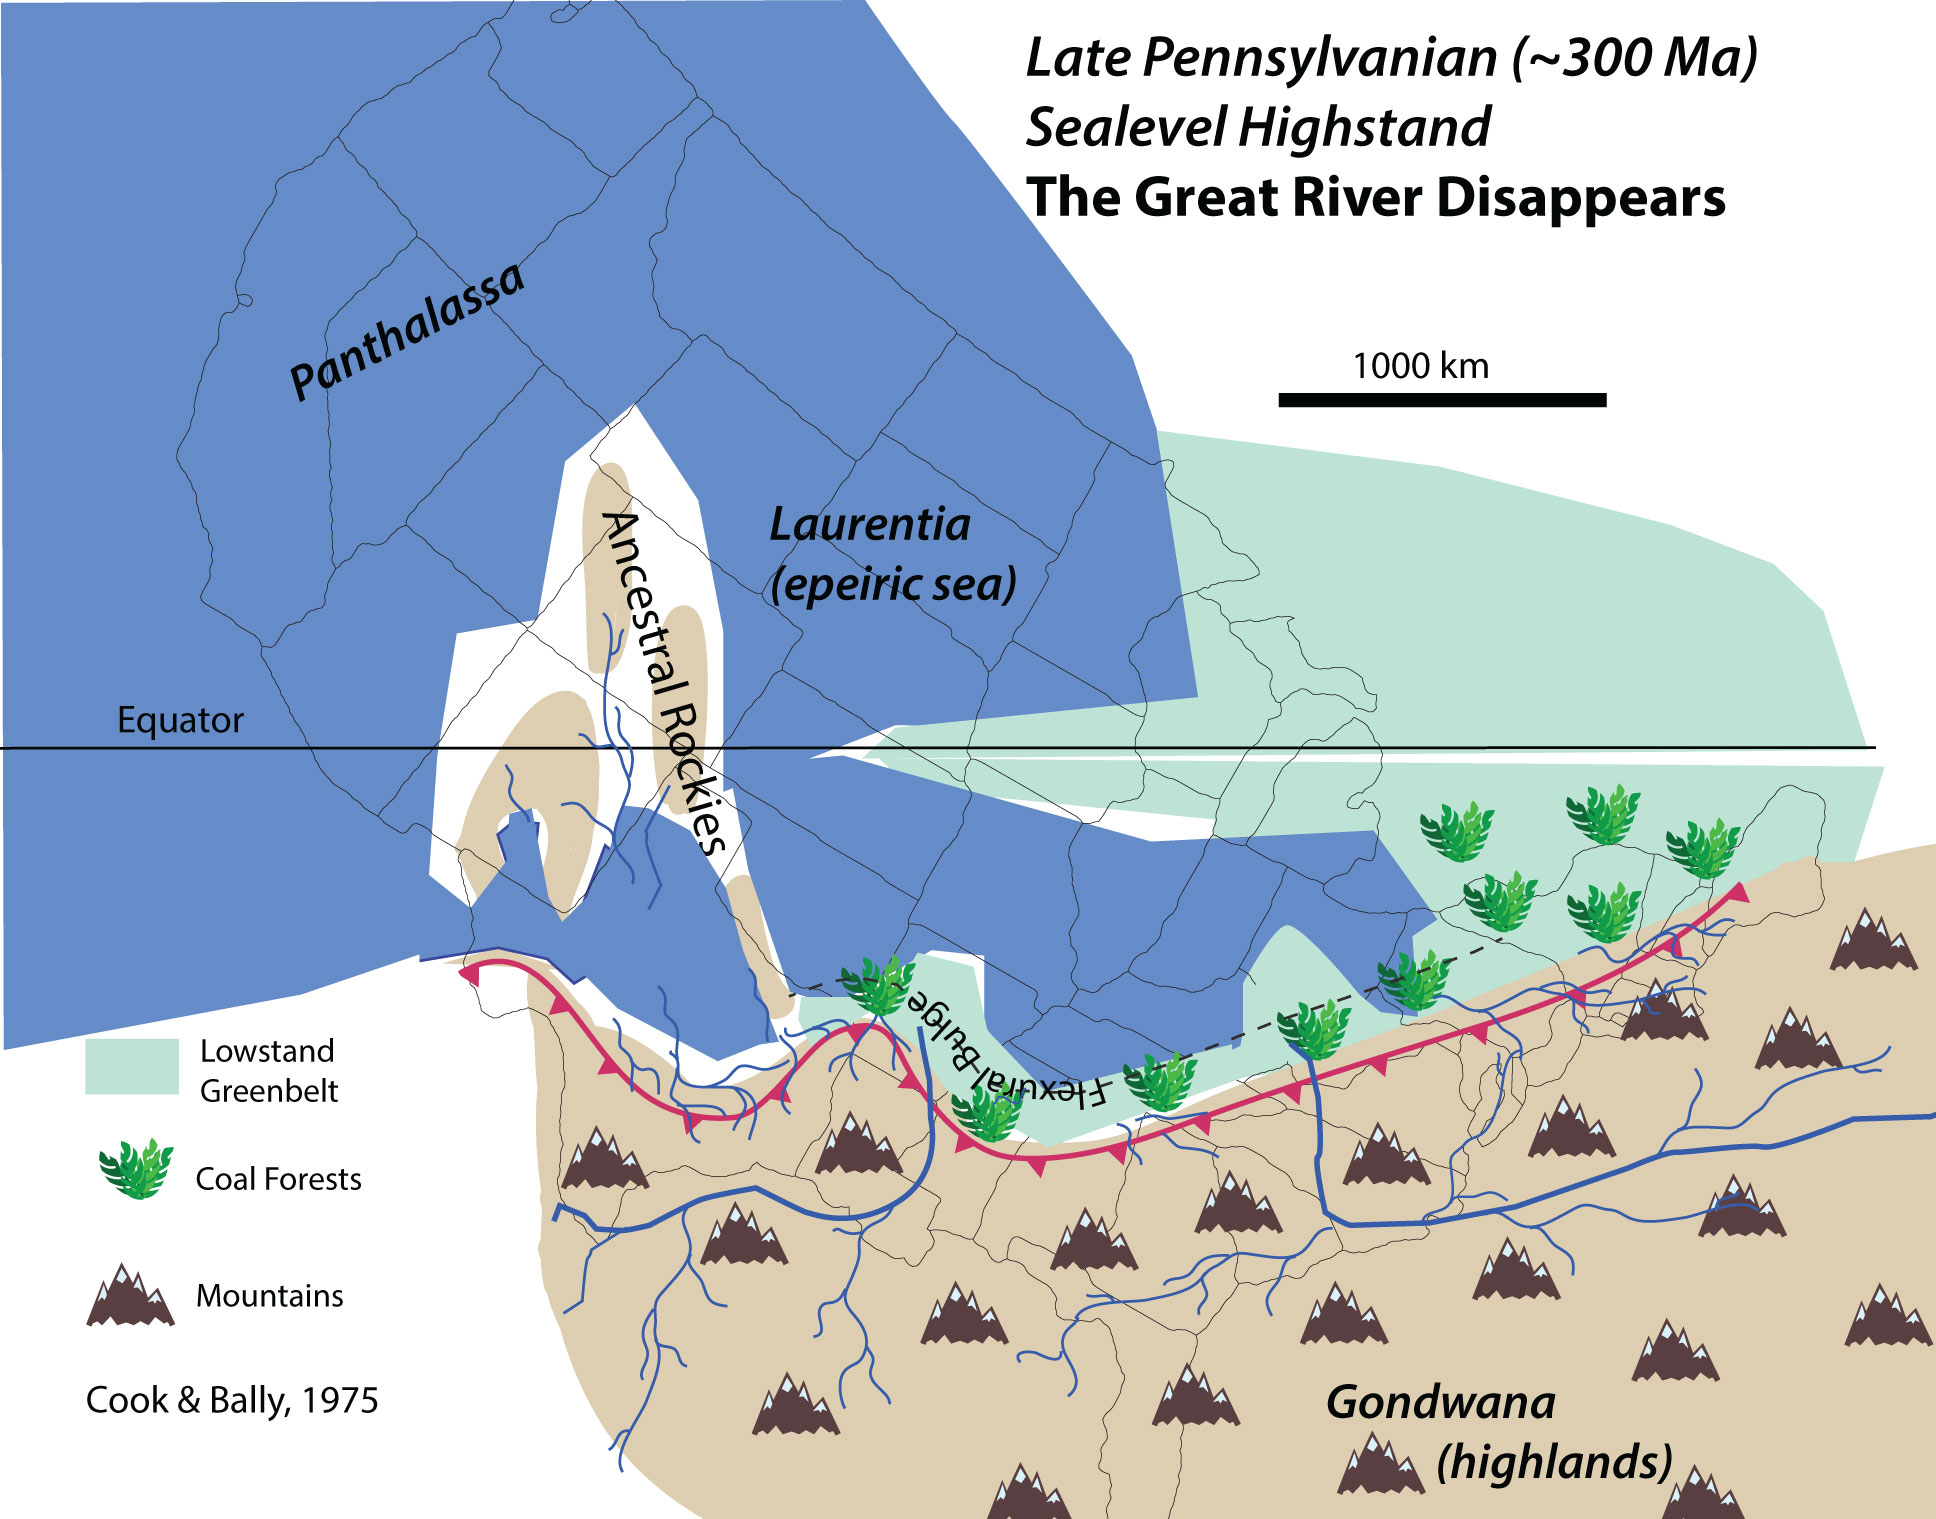 Late Pennsylvanian (~300 Ma)
Sealevel Highstand
The Great River Disappears
Panthalassa
1000 km
Laurentia
(epeiric sea)
Ancestral Rockies
Equator
Flexural Bulge
Lowstand
Greenbelt
Coal Forests
Mountains
Cook & Bally, 1975
Gondwana
(highlands)